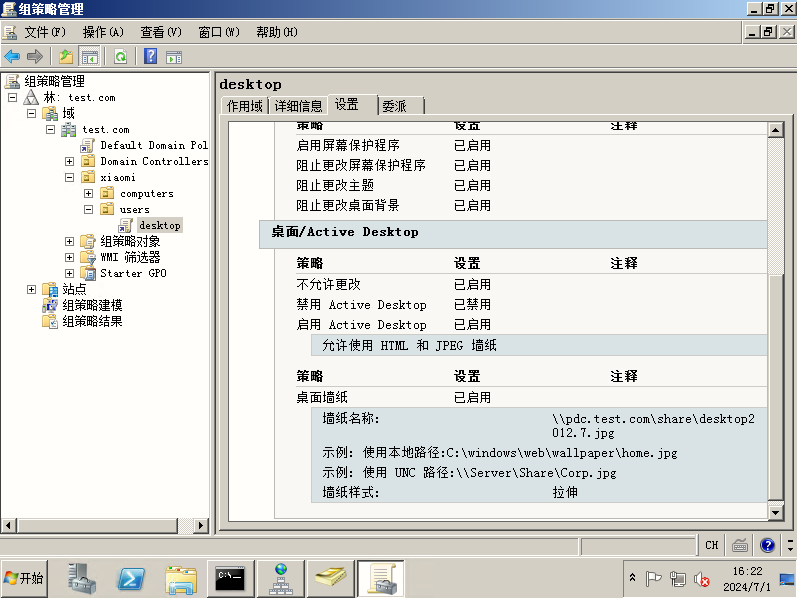 组策略管理
文件(F) 操作(A) 查看(V) 窗口(W) 帮助(H)
组策略管理
林: test.com
域
test.com
Default Domain Pol
Domain Controllers
xiaomi
computers
users
desktop
组策略对象
WMI 筛选器
Starter GPO
站点
组策略建模
组策略结果
desktop
作用域 详细信息 设置 委派
策略 设置 注释
启用屏幕保护程序 已启用
阻止更改屏幕保护程序 已启用
阻止更改主题 已启用
阻止更改桌面背景 已启用
桌面/Active Desktop
策略 设置 注释
不允许更改 已启用
禁用 Active Desktop 已禁用
启用 Active Desktop 已启用
允许使用 HTML 和 JPEG 墙纸
策略 设置 注释
桌面墙纸 已启用
墙纸名称: \\pdc.test.com\share\desktop2
012.7.jpg
示例: 使用本地路径:C:\windows\web\wallpaper\home.jpg
示例: 使用 UNC 路径:\\Server\Share\Corp.jpg
墙纸样式: 拉伸
CH
开始
C:\
16:22
2024/7/1